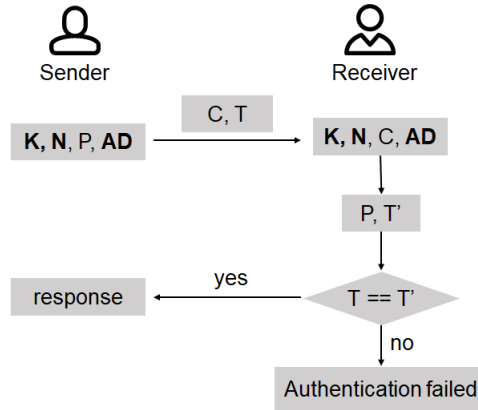 Sender
Receiver
C, T
K, N, P, AD
K, N, C, AD
P, T’
yes
response
T == T’
no
Authentication failed